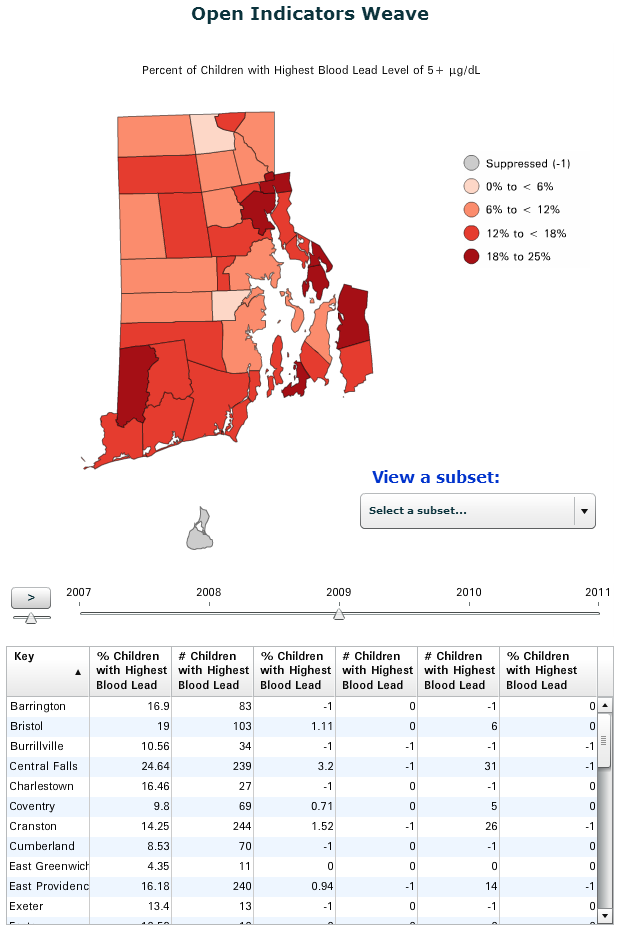 Open Indicators Weave
Percent of Children with Highest Blood Lead Level of 5+ µg/dL
Suppressed (-1)
0% to < 6%
6% to < 12%
12% to < 18%
18% to 25%
View a subset:
Select a subset...
>
2007 2008 2009 2010 2011
Key % Children with Highest Blood Lead # Children with Highest Blood Lead % Children with Highest Blood Lead # Children with Highest Blood Lead # Children with Highest Blood Lead % Children with Highest Blood Lead
Barrington 16.9 83 -1 0 -1 0
Bristol 19 103 1.11 0 6 0
Burrillville 10.56 34 -1 -1 -1 -1
Central Falls 24.64 239 3.2 -1 31 -1
Charlestown 16.46 27 -1 0 -1 0
Coventry 9.8 69 0.71 0 5 0
Cranston 14.25 244 1.52 -1 26 -1
Cumberland 8.53 70 -1 0 -1 0
East Greenwich 4.35 11 0 0 0 0
East Providenc 16.18 240 0.94 -1 14 -1
Exeter 13.4 13 -1 0 -1 0